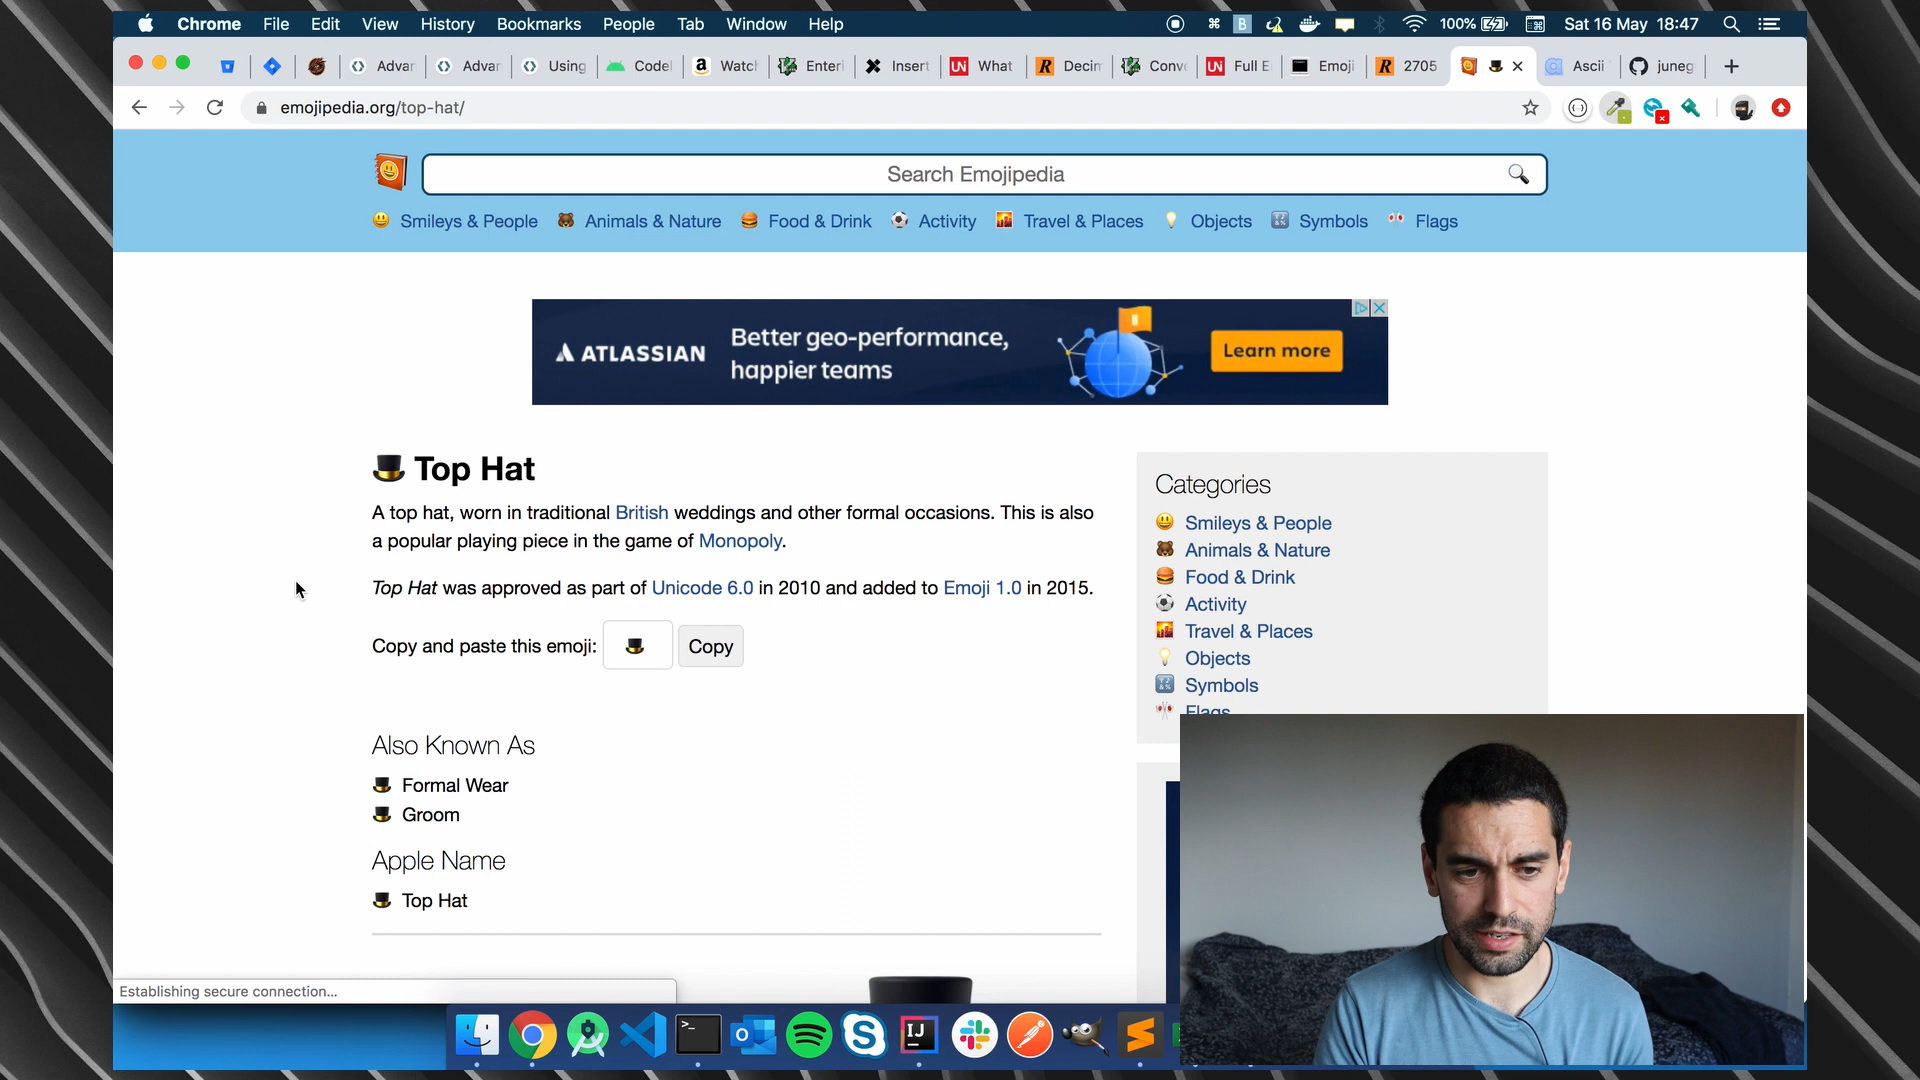 Chrome File Edit View History Bookmarks People Tab Window Help
100% Sat 16 May 18:47
Advar
Advar
Using
Codel
Watch
Enteri
Insert
What
Decim
Conve
Full E
Emoji
2705
Ascii
juneg
emojipedia.org/top-hat/
Search Emojipedia
Smileys & People Animals & Nature Food & Drink Activity Travel & Places Objects Symbols Flags
ATLASSIAN
Better geo-performance,
happier teams
Learn more
Top Hat
A top hat, worn in traditional British weddings and other formal occasions. This is also
a popular playing piece in the game of Monopoly.
Top Hat was approved as part of Unicode 6.0 in 2010 and added to Emoji 1.0 in 2015.
Copy and paste this emoji: Copy
Also Known As
Formal Wear
Groom
Apple Name
Top Hat
Categories
Smileys & People
Animals & Nature
Food & Drink
Activity
Travel & Places
Objects
Symbols
Flags
Establishing secure connection...